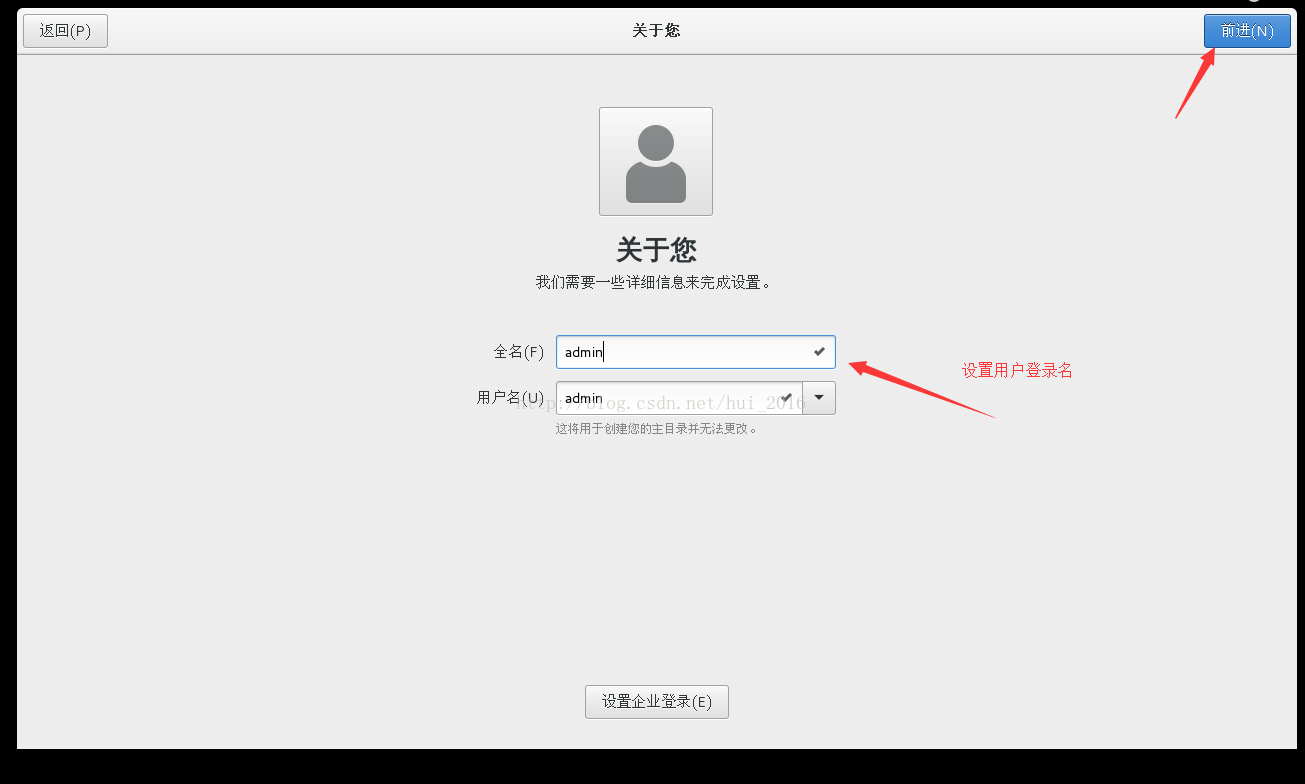 返回(P)
关于您
前进(N)
关于您
我们需要一些详细信息来完成设置。
全名(F)
admin
设置用户登录名
用户名(U)
admin
http://blog.csdn.net/hui_2016
这将用于创建您的主目录并无法更改。
设置企业登录(E)